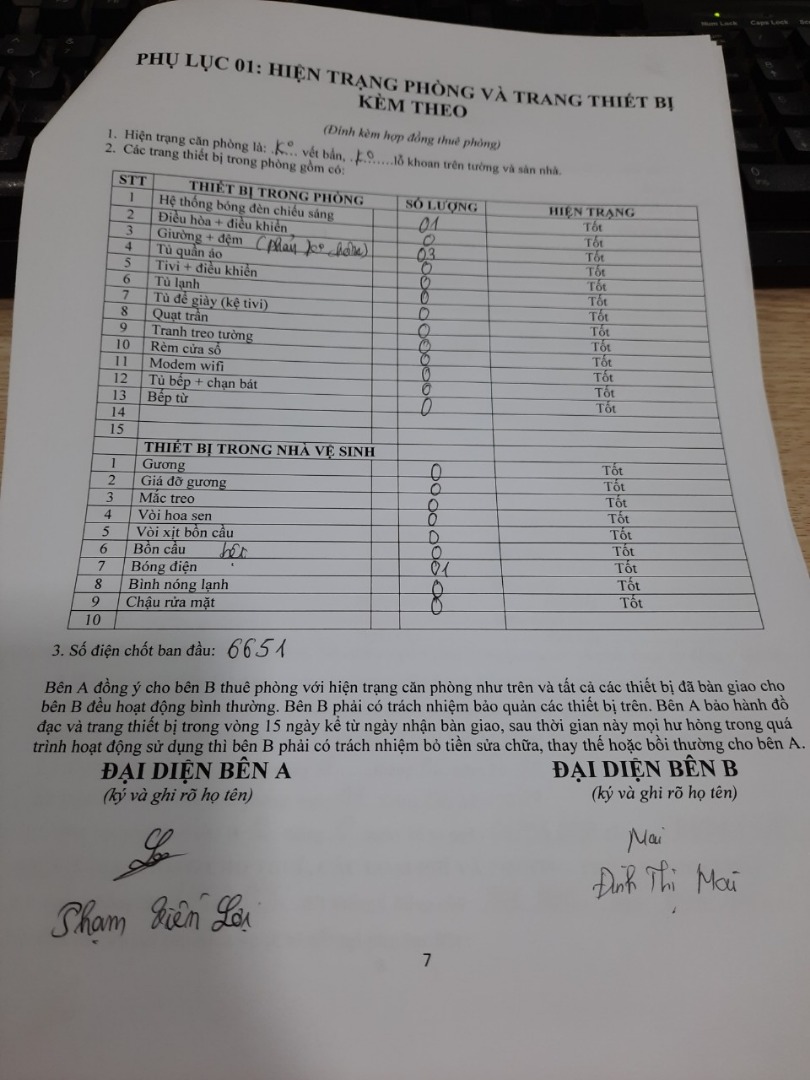 PHỤ LỤC 01: HIỆN TRẠNG PHÒNG VÀ TRANG THIẾT BỊ
KÈM THEO
(Đính kèm hợp đồng thuê phòng)
1. Hiện trạng căn phòng là: .Ko... vết bẩn, ..Ko......lỗ khoan trên tường và sàn nhà.
2. Các trang thiết bị trong phòng gồm có:
STT THIẾT BỊ TRONG PHÒNG SỐ LƯỢNG HIỆN TRẠNG
1 Hệ thống bóng đèn chiếu sáng 01 Tốt
2 Điều hòa + điều khiển 0 Tốt
3 Giường + đệm 03 Tốt
4 Tủ quần áo 0 Tốt
5 Tivi + điều khiển 0 Tốt
6 Tủ lạnh 0 Tốt
7 Tủ để giày (kệ tivi) 0 Tốt
8 Quạt trần 0 Tốt
9 Tranh treo tường 0 Tốt
10 Rèm cửa sổ 0 Tốt
11 Modem wifi 0 Tốt
12 Tủ bếp + chạn bát 0 Tốt
13 Bếp từ 0 Tốt
14
15
THIẾT BỊ TRONG NHÀ VỆ SINH
1 Gương 0 Tốt
2 Giá đỡ gương 0 Tốt
3 Mắc treo 0 Tốt
4 Vòi hoa sen 0 Tốt
5 Vòi xịt bồn cầu 0 Tốt
6 Bồn cầu 0 Tốt
7 Bóng điện 01 Tốt
8 Bình nóng lạnh 0 Tốt
9 Chậu rửa mặt 0 Tốt
10
3. Số điện chốt ban đầu: 6651
Bên A đồng ý cho bên B thuê phòng với hiện trạng căn phòng như trên và tất cả các thiết bị đã bàn giao cho
bên B đều hoạt động bình thường. Bên B phải có trách nhiệm bảo quản các thiết bị trên. Bên A bảo hành đồ
đạc và trang thiết bị trong vòng 15 ngày kể từ ngày nhận bàn giao, sau thời gian này mọi hư hỏng trong quá
trình hoạt động sử dụng thì bên B phải có trách nhiệm bỏ tiền sửa chữa, thay thế hoặc bồi thường cho bên A.
ĐẠI DIỆN BÊN A ĐẠI DIỆN BÊN B
(ký và ghi rõ họ tên) (ký và ghi rõ họ tên)
Mai
Phạm Tiến Lợi Đinh Thị Mai
7